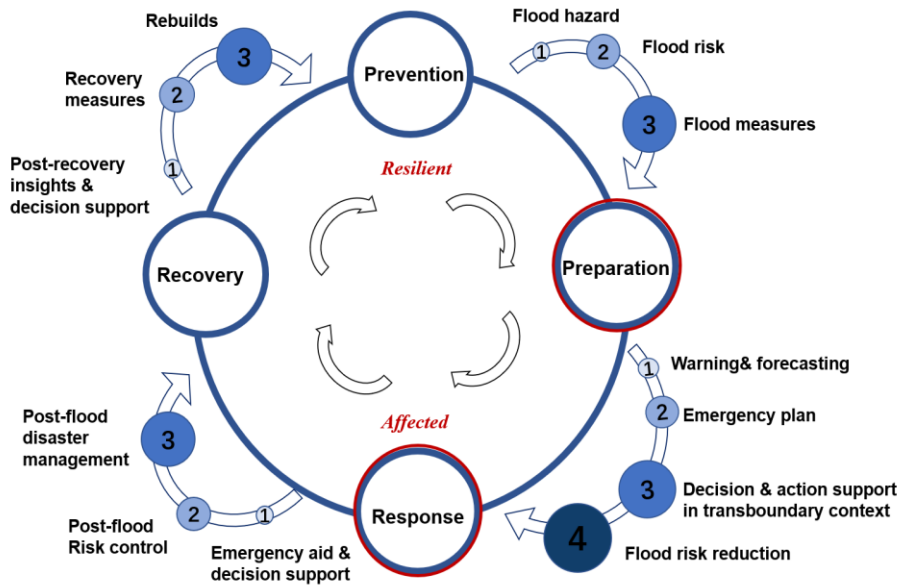 Prevention
Flood hazard
1
2
Flood risk
3
Flood measures
Preparation
1
Warning& forecasting
2
Emergency plan
3
Decision & action support
in transboundary context
4
Flood risk reduction
Response
1
Emergency aid &
decision support
2
Post-flood
Risk control
3
Post-flood
disaster
management
Recovery
1
Post-recovery
insights &
decision support
2
Recovery
measures
3
Rebuilds
Resilient
Affected